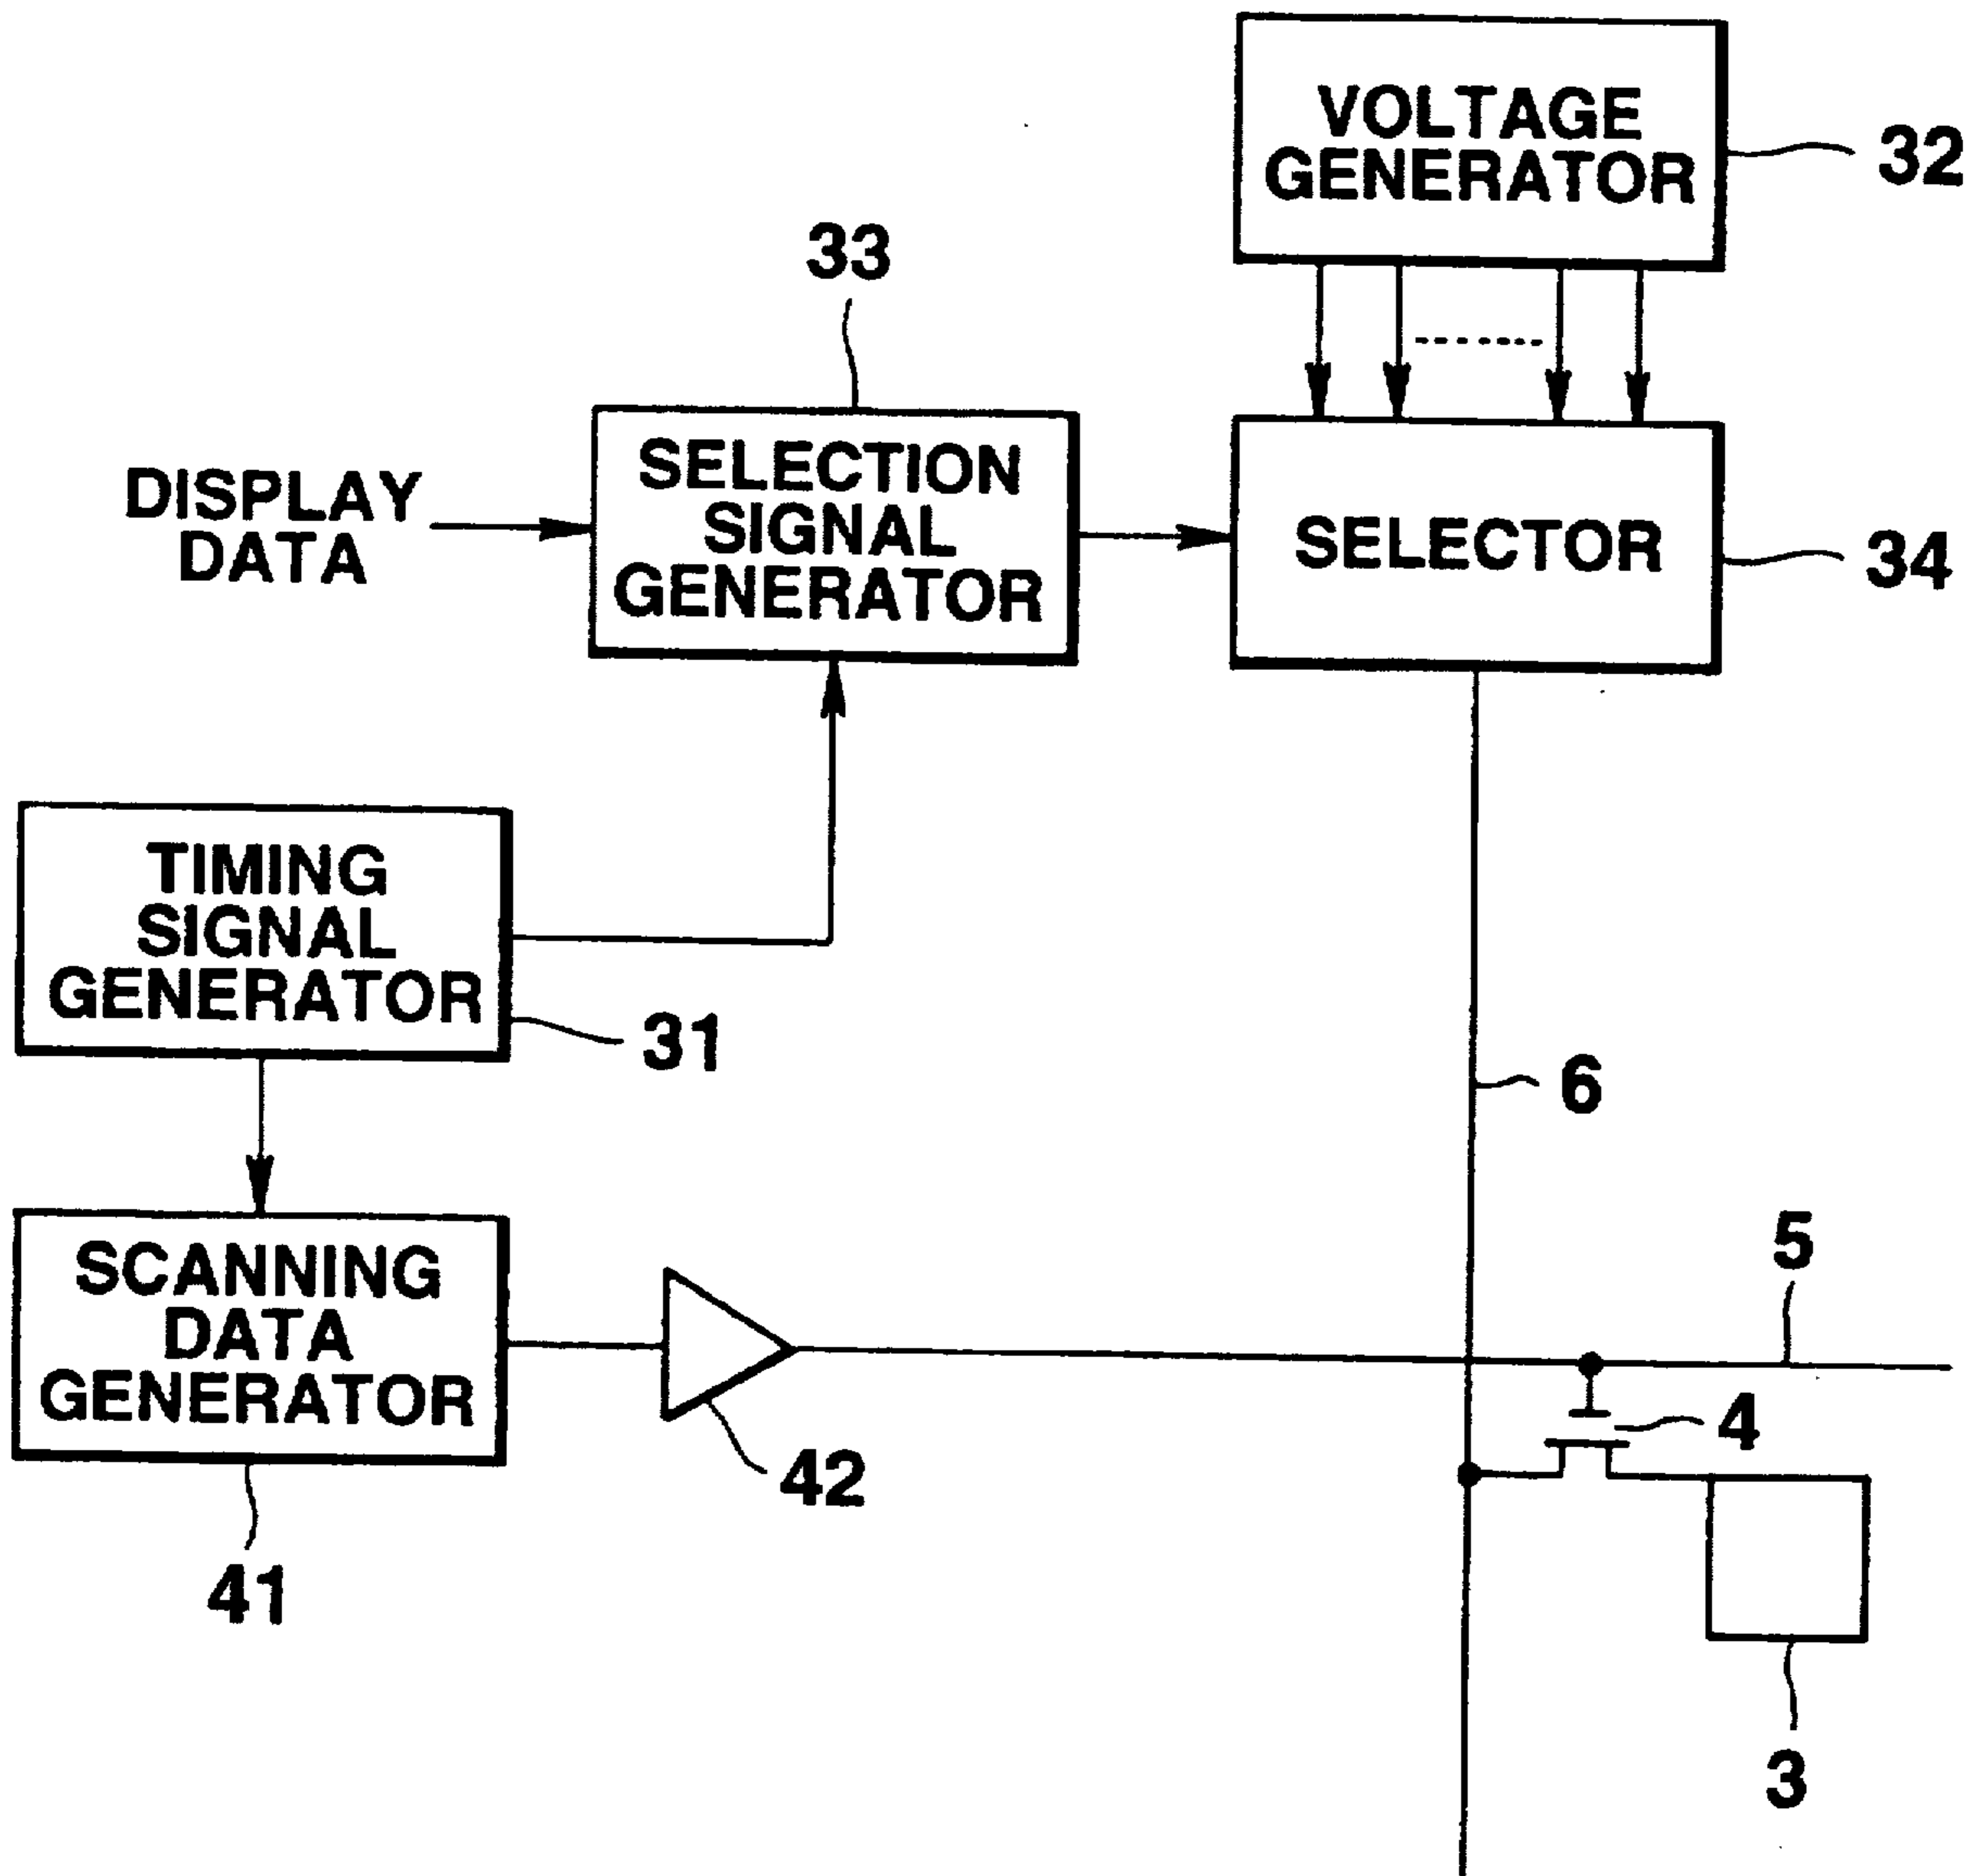 VOLTAGE
GENERATOR
32
33
DISPLAY
DATA
SELECTION
SIGNAL
GENERATOR
SELECTOR
34
TIMING
SIGNAL
GENERATOR
31
6
SCANNING
DATA
GENERATOR
41
42
5
4
3